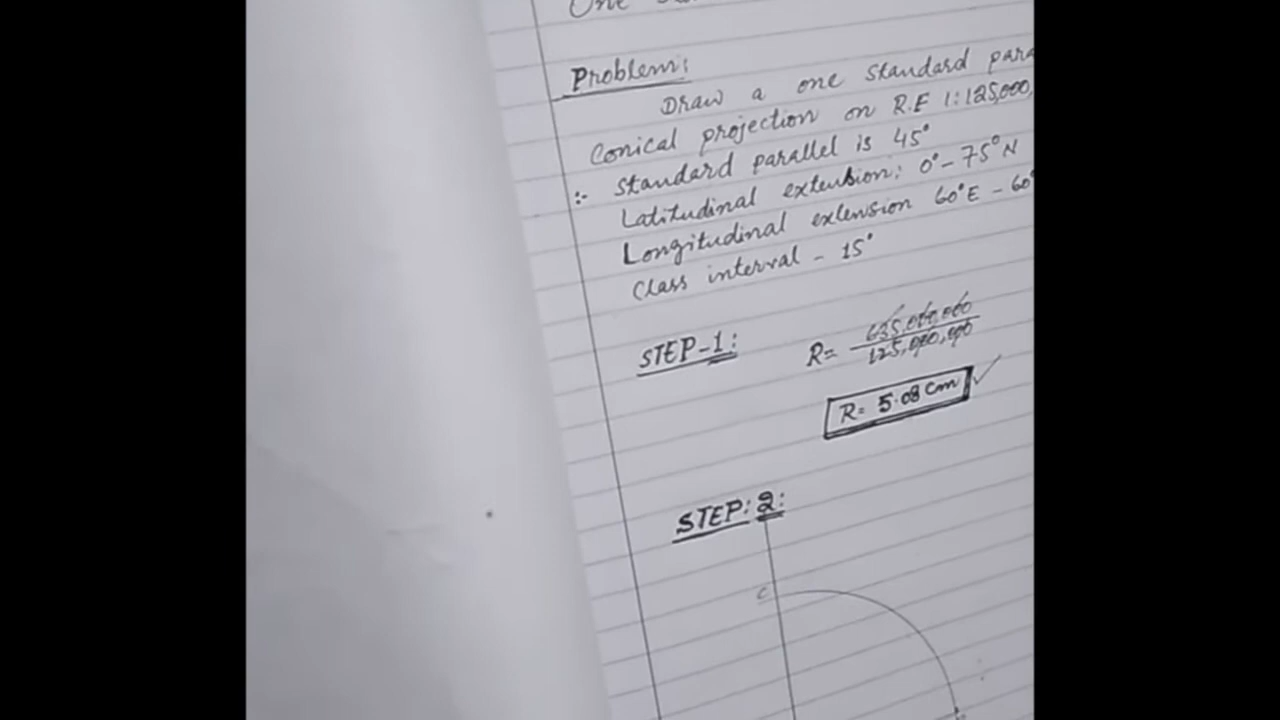 One
Problem:
Draw a one standard para
Conical projection on R.F 1:125,000,
:- Standard parallel is 45°
Latitudinal extension: 0°-75°N
Longitudinal extension 60°E - 60°
Class interval - 15°
STEP-1: R= 635,000,000
125,000,000
R= 5.08 cm ✓
STEP: 2:
C